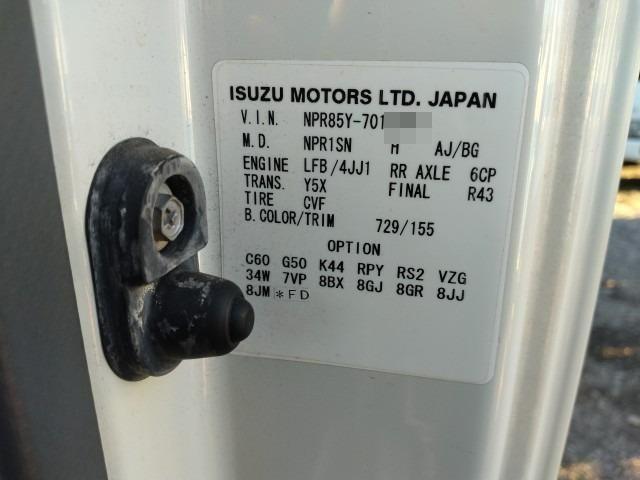 ISUZU MOTORS LTD. JAPAN
V.I.N. NPR85Y-701
M.D. NPR1SN M AJ/BG
ENGINE LFB/4JJ1 RR AXLE 6CP
TRANS. Y5X FINAL R43
TIRE CVF
B.COLOR/TRIM 729/155
OPTION
C60 G50 K44 RPY RS2 VZG
34W 7VP 8BX 8GJ 8GR 8JJ
8JM *FD